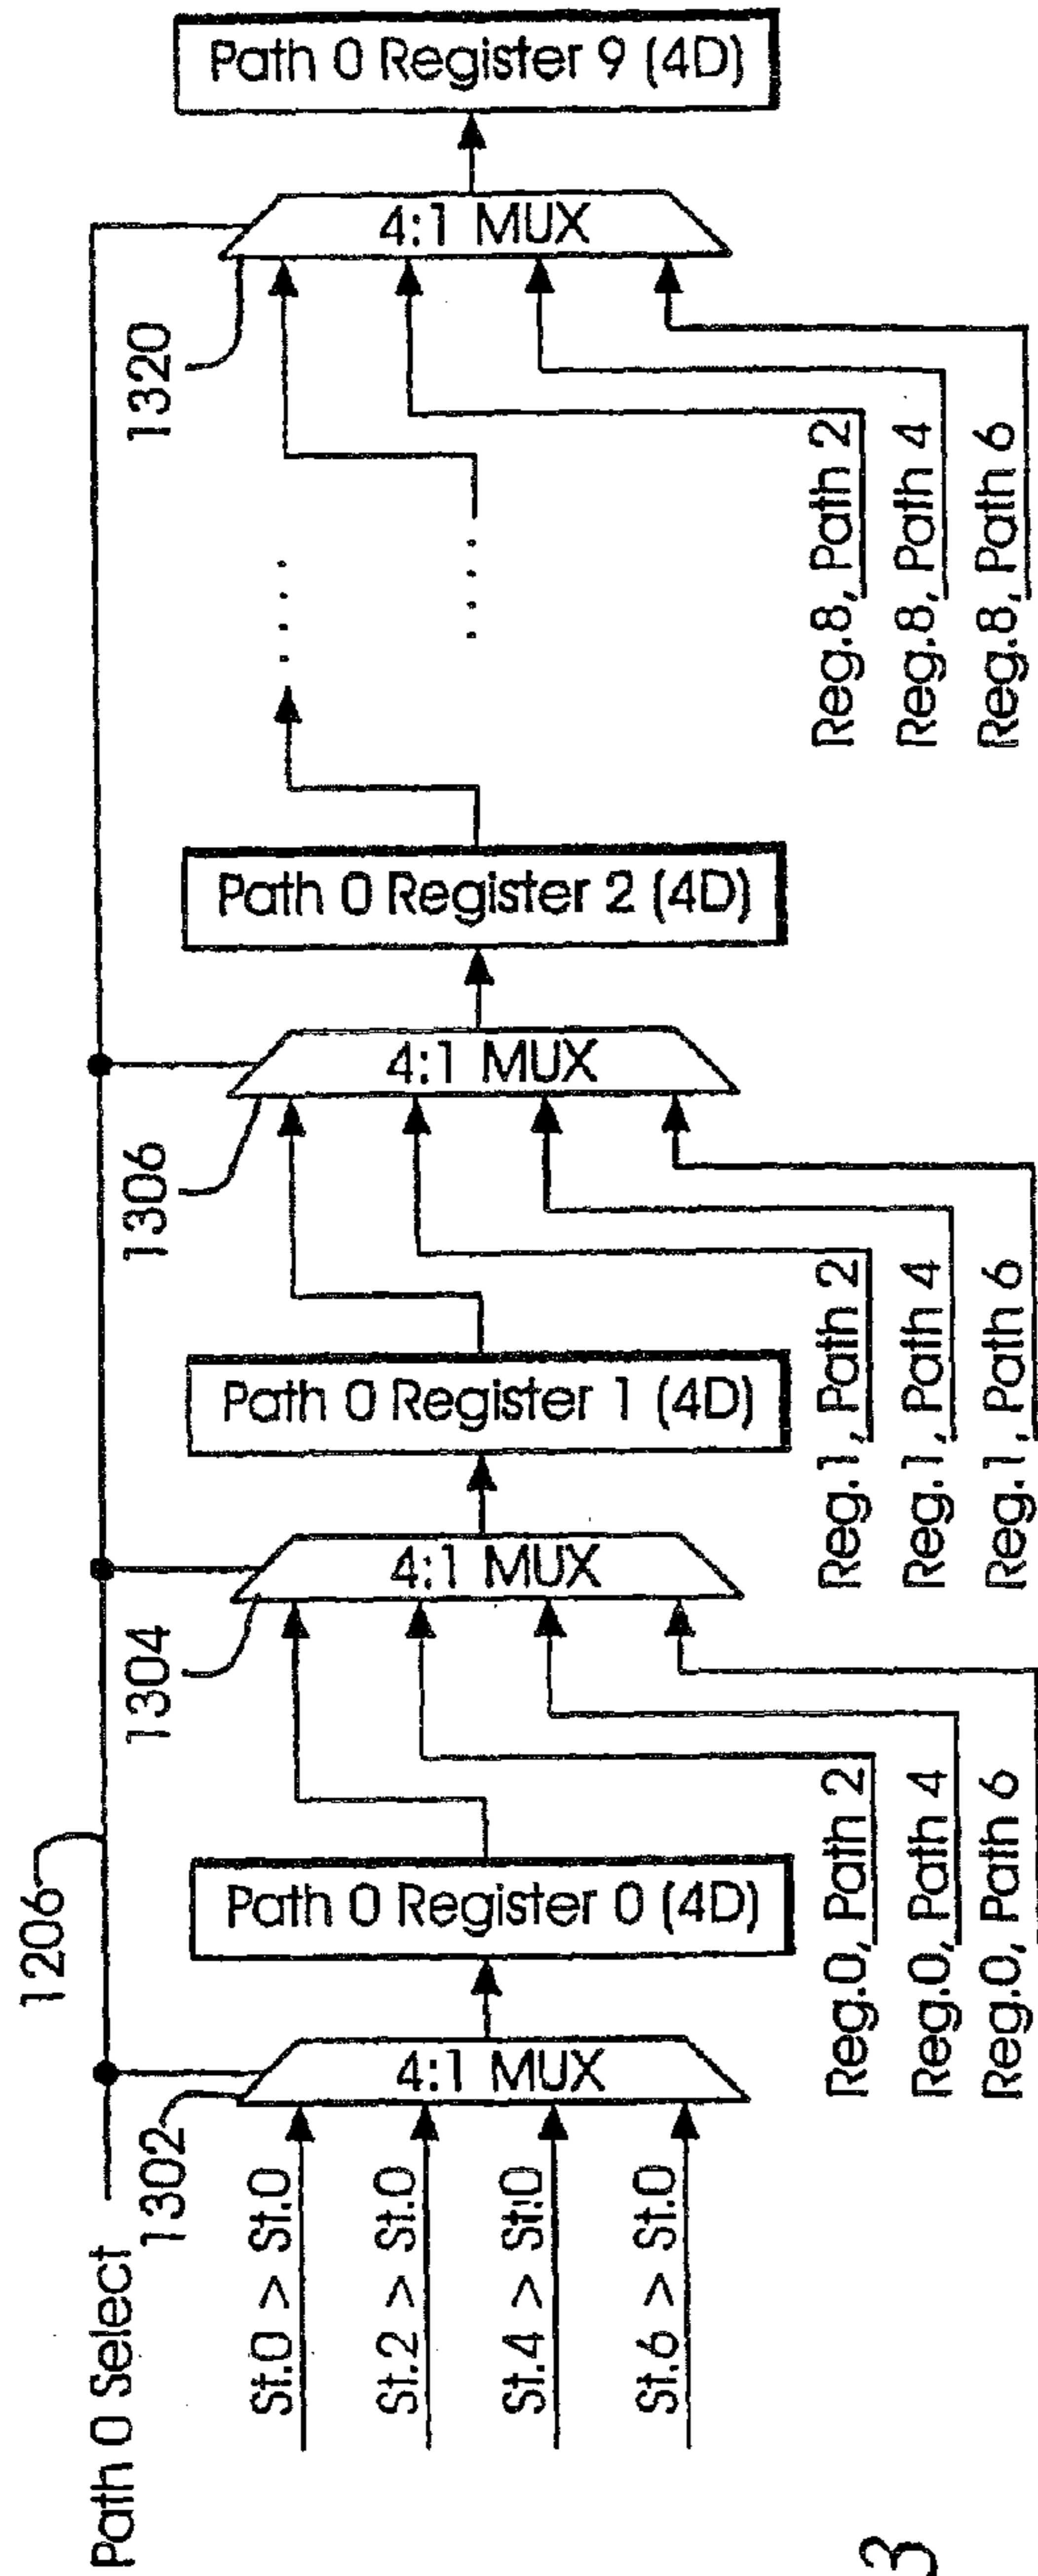 Path 0 Select
1206
1302
St.0 > St.0
St.2 > St.0
St.4 > St.0
St.6 > St.0
4:1 MUX
Path 0 Register 0 (4D)
Reg.0, Path 2
Reg.0, Path 4
Reg.0, Path 6
1304
4:1 MUX
Path 0 Register 1 (4D)
Reg.1, Path 2
Reg.1, Path 4
Reg.1, Path 6
1306
4:1 MUX
Path 0 Register 2 (4D)
Reg.8, Path 2
Reg.8, Path 4
Reg.8, Path 6
1320
4:1 MUX
Path 0 Register 9 (4D)
3